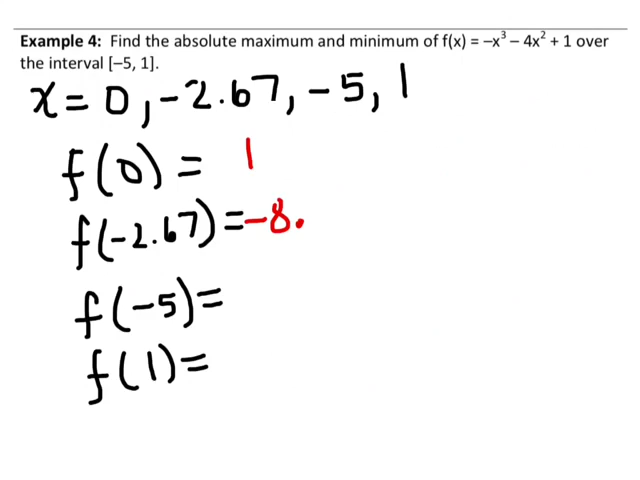 Example 4: Find the absolute maximum and minimum of f(x) = –x³ – 4x² + 1 over
the interval [–5, 1].
x = 0, -2.67, -5, 1
f(0) = 1
f(-2.67) = -8.
f(-5) =
f(1) =